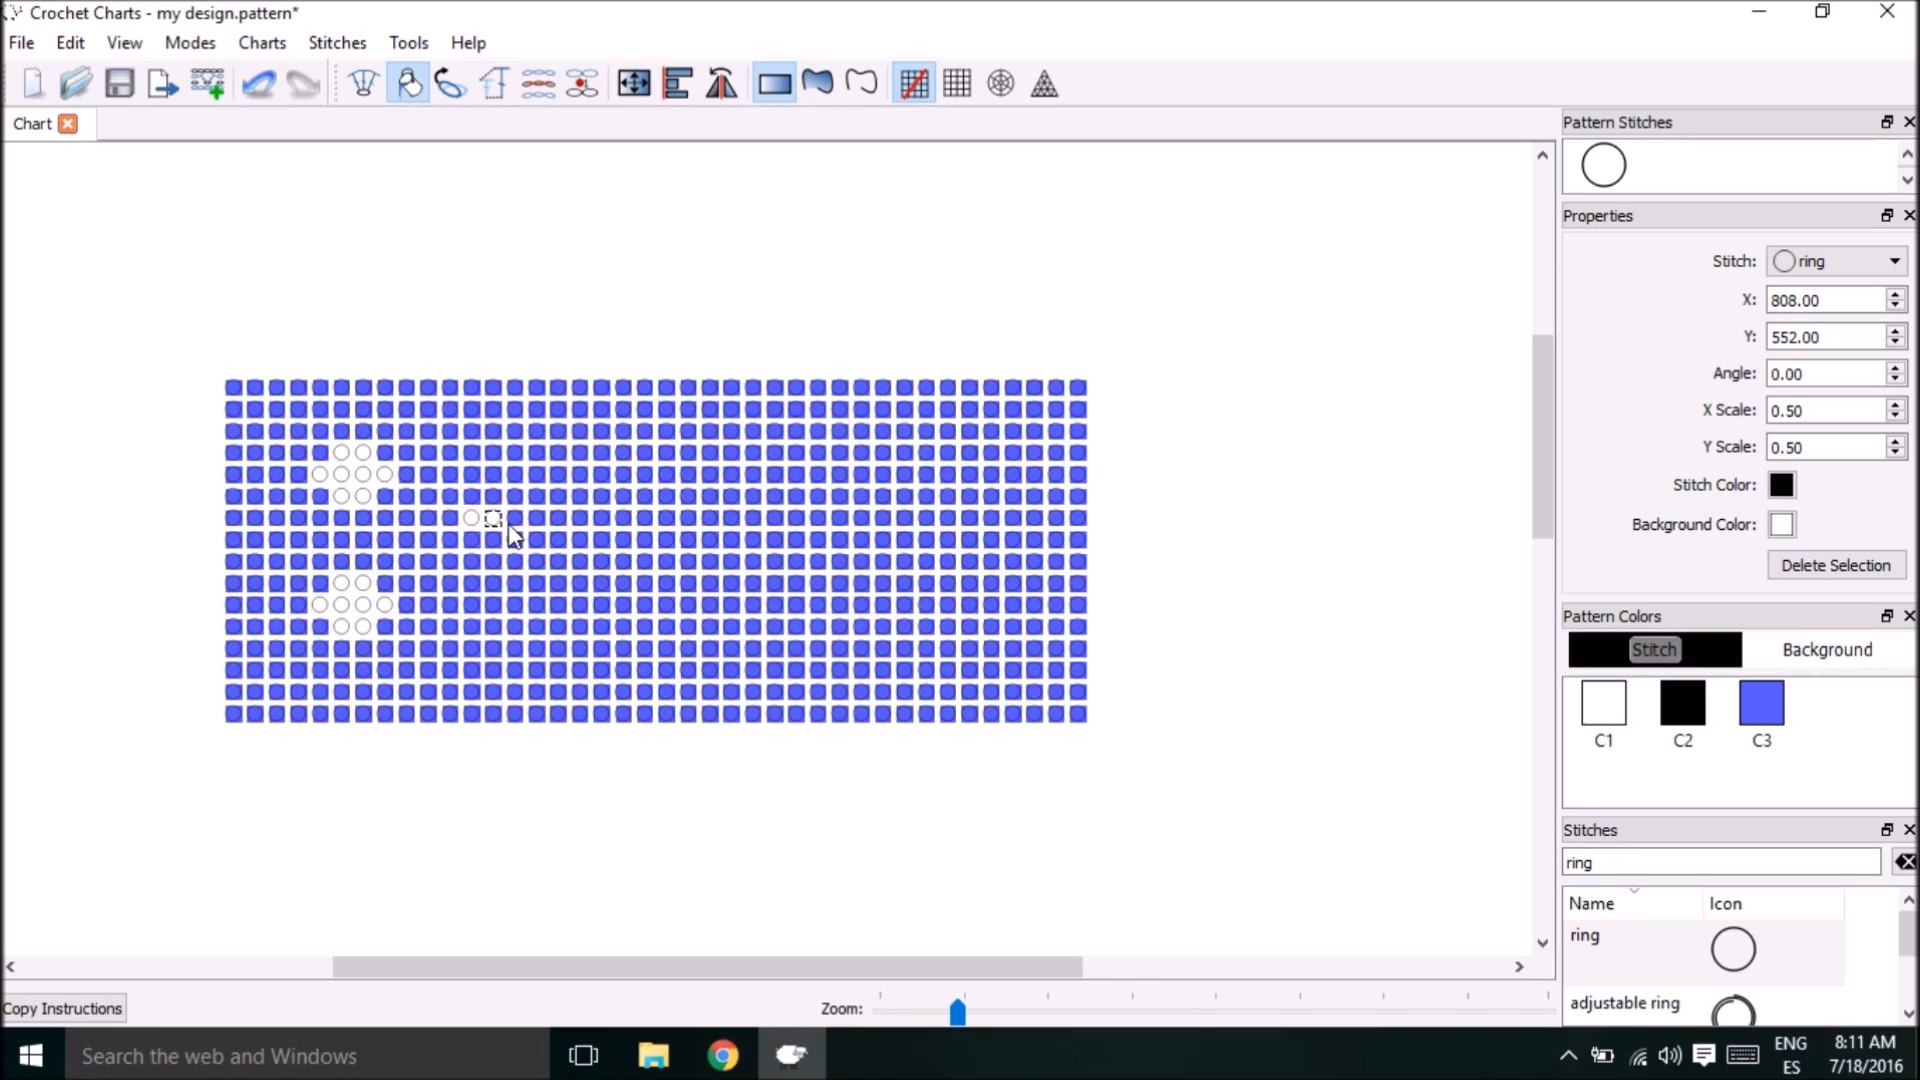 Crochet Charts - my design.pattern*
File Edit View Modes Charts Stitches Tools Help
Chart
Pattern Stitches
Properties
Stitch: ring
X: 808.00
Y: 552.00
Angle: 0.00
X Scale: 0.50
Y Scale: 0.50
Stitch Color:
Background Color:
Delete Selection
Pattern Colors
Stitch Background
C1 C2 C3
Stitches
ring
Name Icon
ring
adjustable ring
Copy Instructions
Zoom:
Search the web and Windows
ENG
ES
8:11 AM
7/18/2016